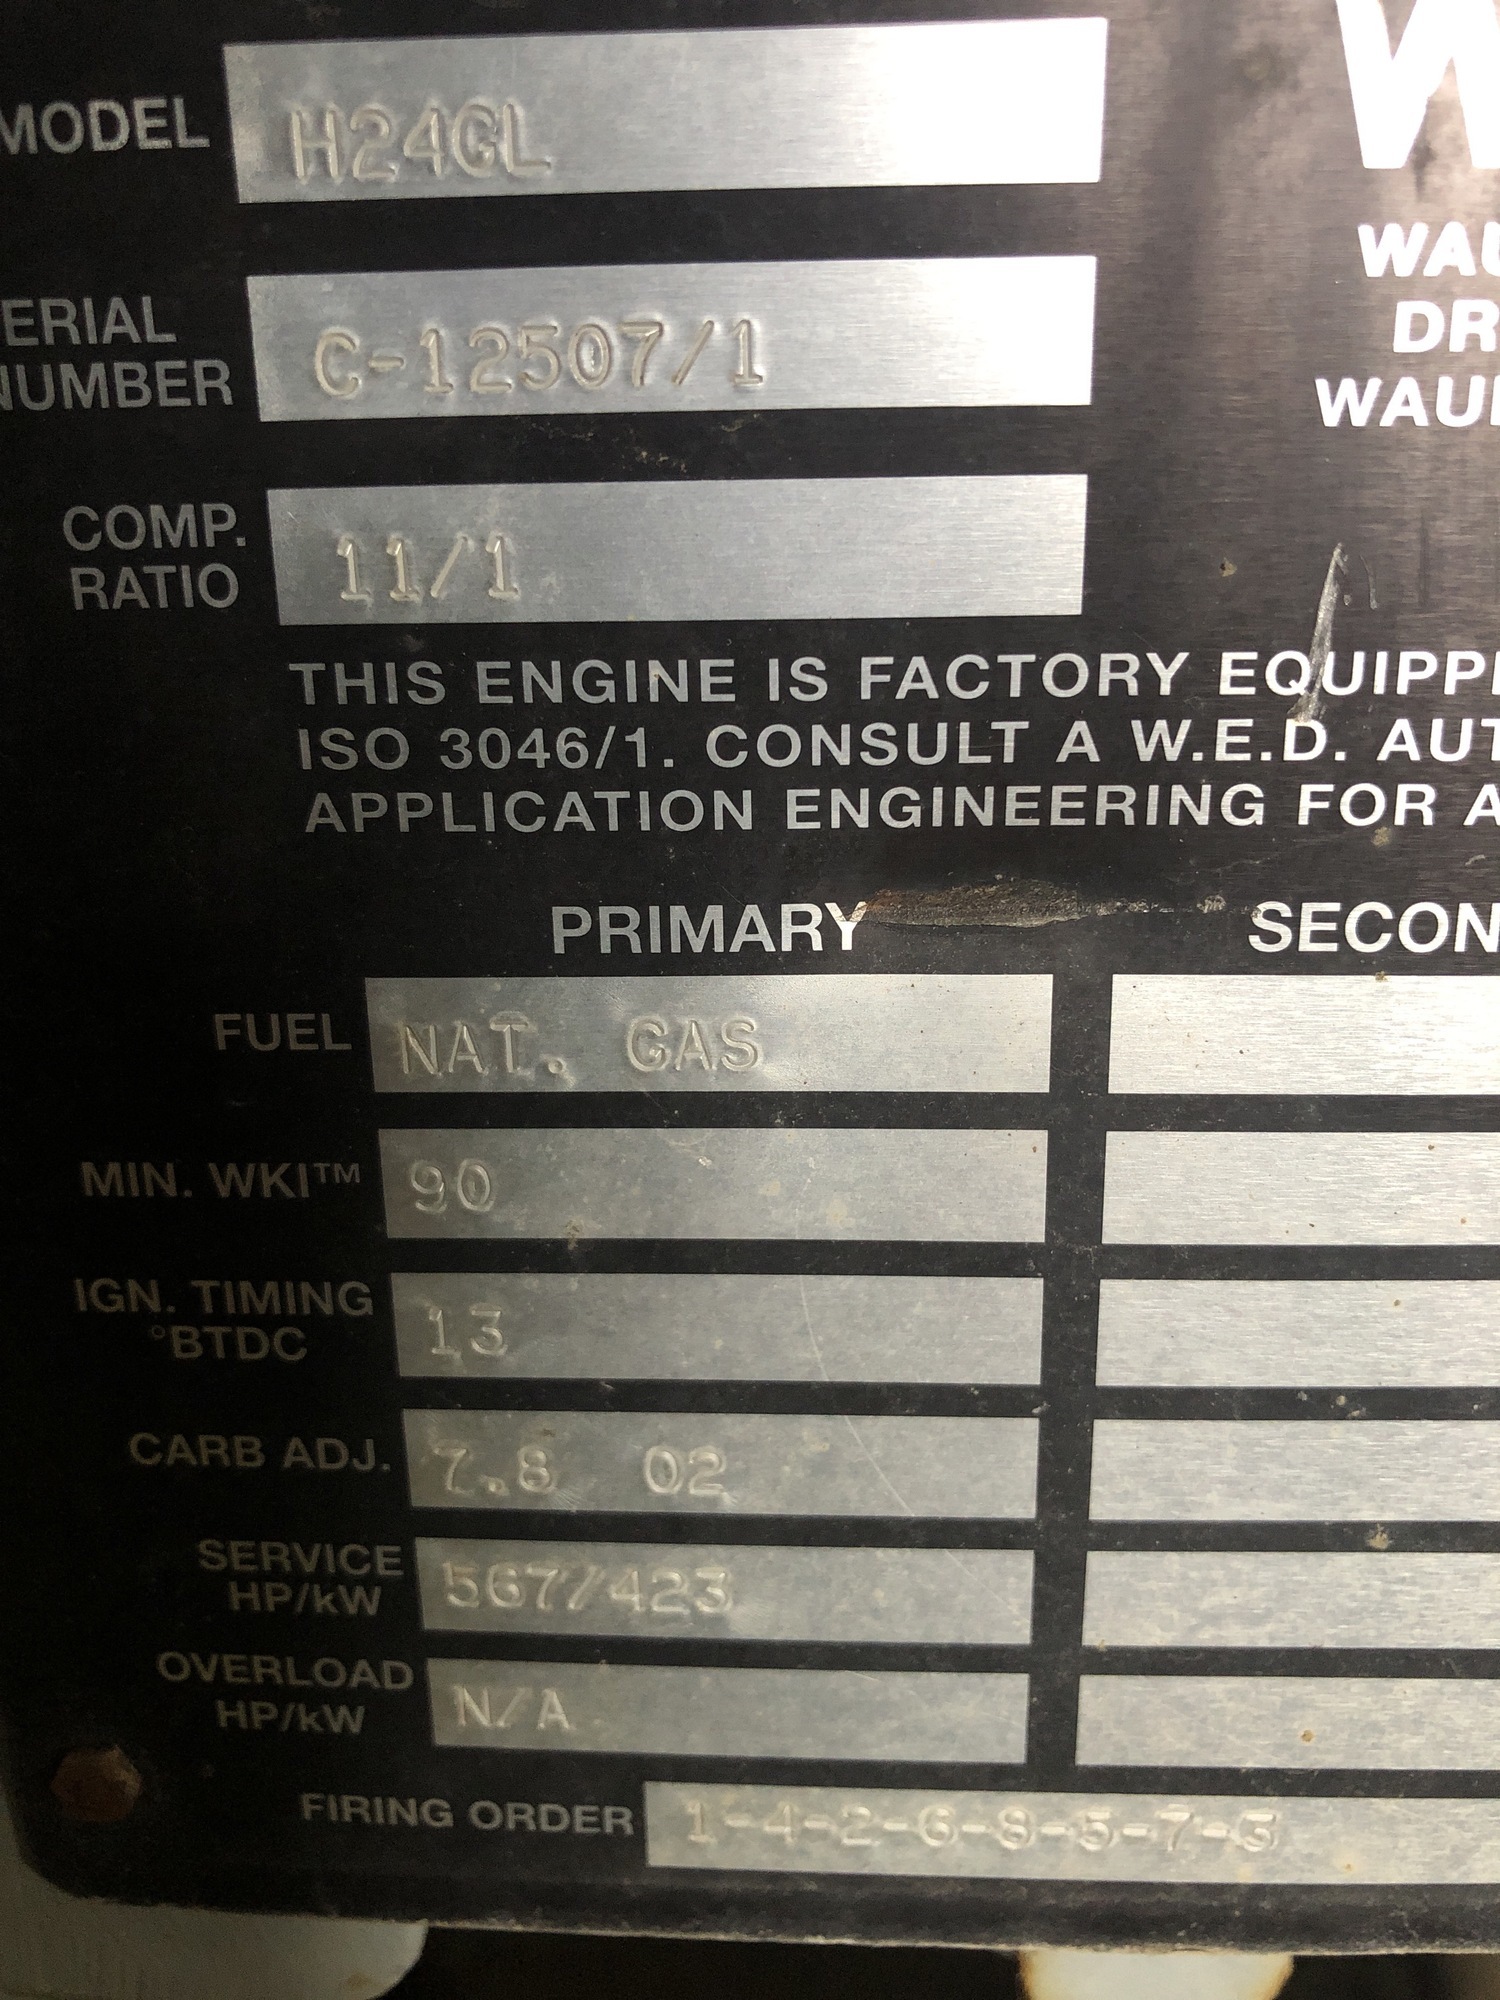 MODEL H24GL
W
WAU
DR
WAU
ERIAL
NUMBER C-12507/1
COMP.
RATIO 11/1
THIS ENGINE IS FACTORY EQUIPP
ISO 3046/1. CONSULT A W.E.D. AUT
APPLICATION ENGINEERING FOR A
PRIMARY SECON
FUEL NAT. GAS
MIN. WKI™ 90
IGN. TIMING
°BTDC 13
CARB ADJ. 7.8 02
SERVICE
HP/kW 567/423
OVERLOAD
HP/kW N/A
FIRING ORDER 1-4-2-6-8-5-7-3